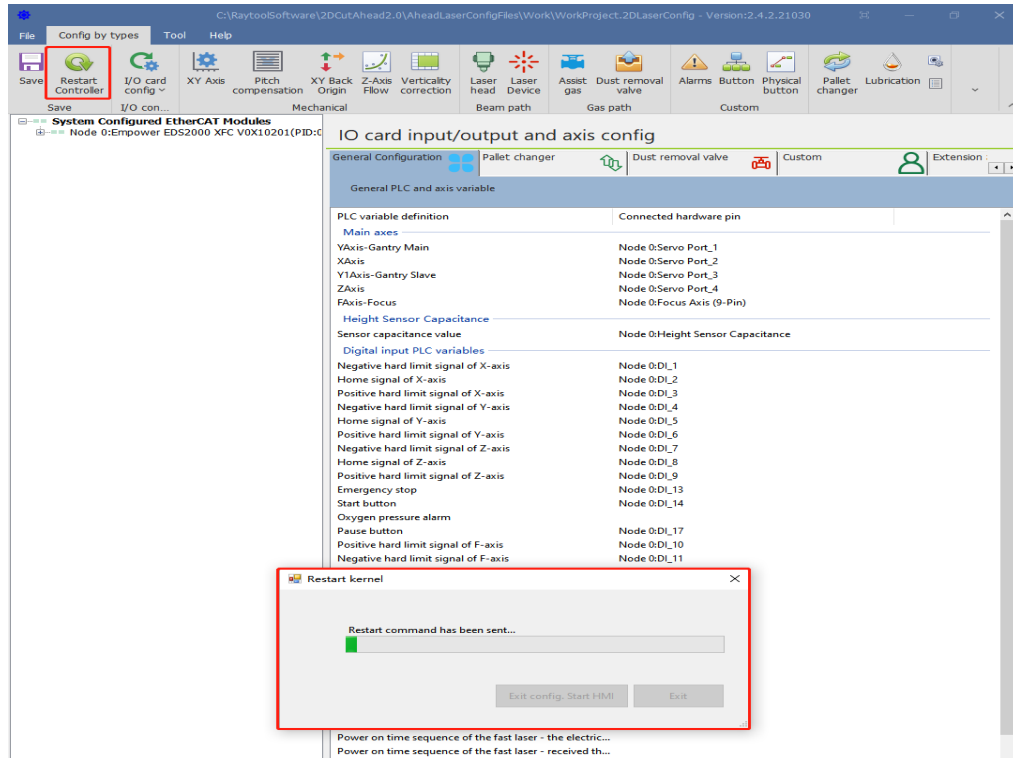 C:\RaytoolSoftware\2DCutAhead2.0\AheadLaserConfigFiles\Work\WorkProject.2DLaserConfig - Version:2.4.2.21030
File Config by types Tool Help
Save Restart Controller I/O card config XY Axis Pitch compensation XY Back Origin Z-Axis Fllow Verticality correction Laser head Laser Device Assist gas Dust removal valve Alarms Button Physical button Pallet changer Lubrication
Save I/O con... Mechanical Beam path Gas path Custom
System Configured EtherCAT Modules
Node 0:Empower EDS2000 XFC V0X10201(PID:0
IO card input/output and axis config
General Configuration Pallet changer Dust removal valve Custom Extension
General PLC and axis variable
PLC variable definition Connected hardware pin
Main axes
YAxis-Gantry Main Node 0:Servo Port_1
XAxis Node 0:Servo Port_2
Y1Axis-Gantry Slave Node 0:Servo Port_3
ZAxis Node 0:Servo Port_4
FAxis-Focus Node 0:Focus Axis (9-Pin)
Height Sensor Capacitance
Sensor capacitance value Node 0:Height Sensor Capacitance
Digital input PLC variables
Negative hard limit signal of X-axis Node 0:DI_1
Home signal of X-axis Node 0:DI_2
Positive hard limit signal of X-axis Node 0:DI_3
Negative hard limit signal of Y-axis Node 0:DI_4
Home signal of Y-axis Node 0:DI_5
Positive hard limit signal of Y-axis Node 0:DI_6
Negative hard limit signal of Z-axis Node 0:DI_7
Home signal of Z-axis Node 0:DI_8
Positive hard limit signal of Z-axis Node 0:DI_9
Emergency stop Node 0:DI_13
Start button Node 0:DI_14
Oxygen pressure alarm
Pause button Node 0:DI_17
Positive hard limit signal of F-axis Node 0:DI_10
Negative hard limit signal of F-axis Node 0:DI_11
Restart kernel
Restart command has been sent...
Exit config. Start HMI Exit
Power on time sequence of the fast laser - the electric...
Power on time sequence of the fast laser - received th...